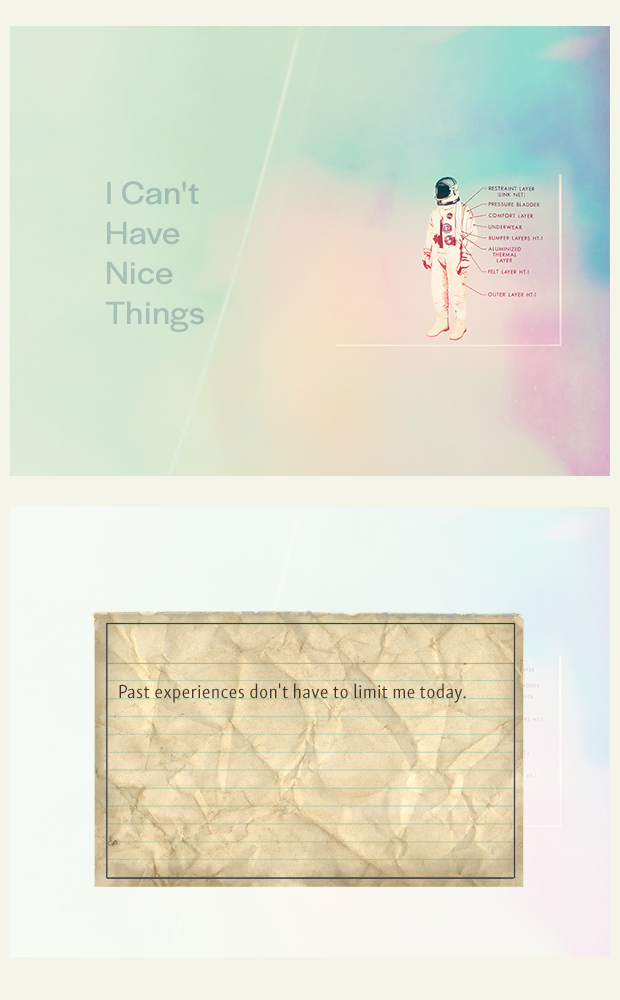 I Can't
Have
Nice
Things
RESTRAINT LAYER
(LINK NET)
PRESSURE BLADDER
COMFORT LAYER
UNDERWEAR
BUMPER LAYERS HT-1
ALUMINIZED
THERMAL
LAYER
FELT LAYER HT-1
OUTER LAYER HT-1
Past experiences don't have to limit me today.